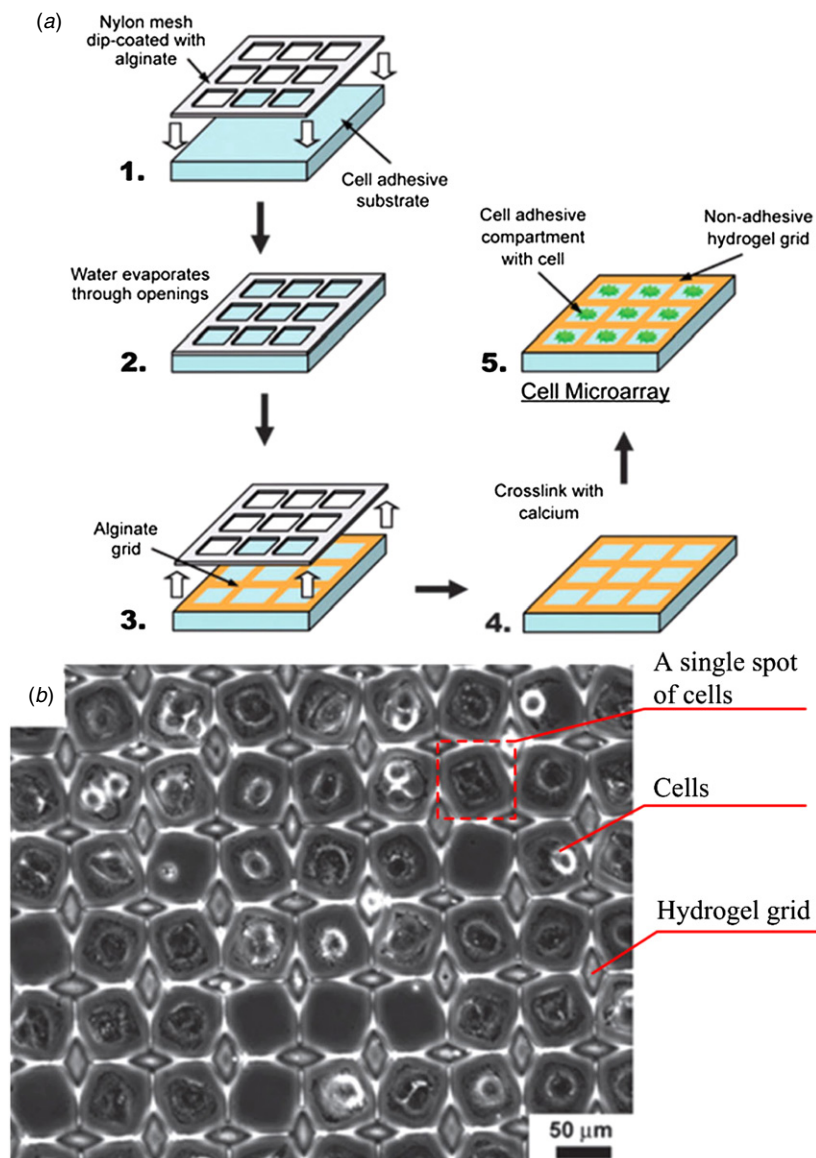 (a)
Nylon mesh
dip-coated with
alginate
1.
Cell adhesive
substrate
Water evaporates
through openings
2.
Alginate
grid
3.
4.
Crosslink with
calcium
Cell adhesive
compartment
with cell
Non-adhesive
hydrogel grid
5.
Cell Microarray
(b)
A single spot
of cells
Cells
Hydrogel grid
50 μm